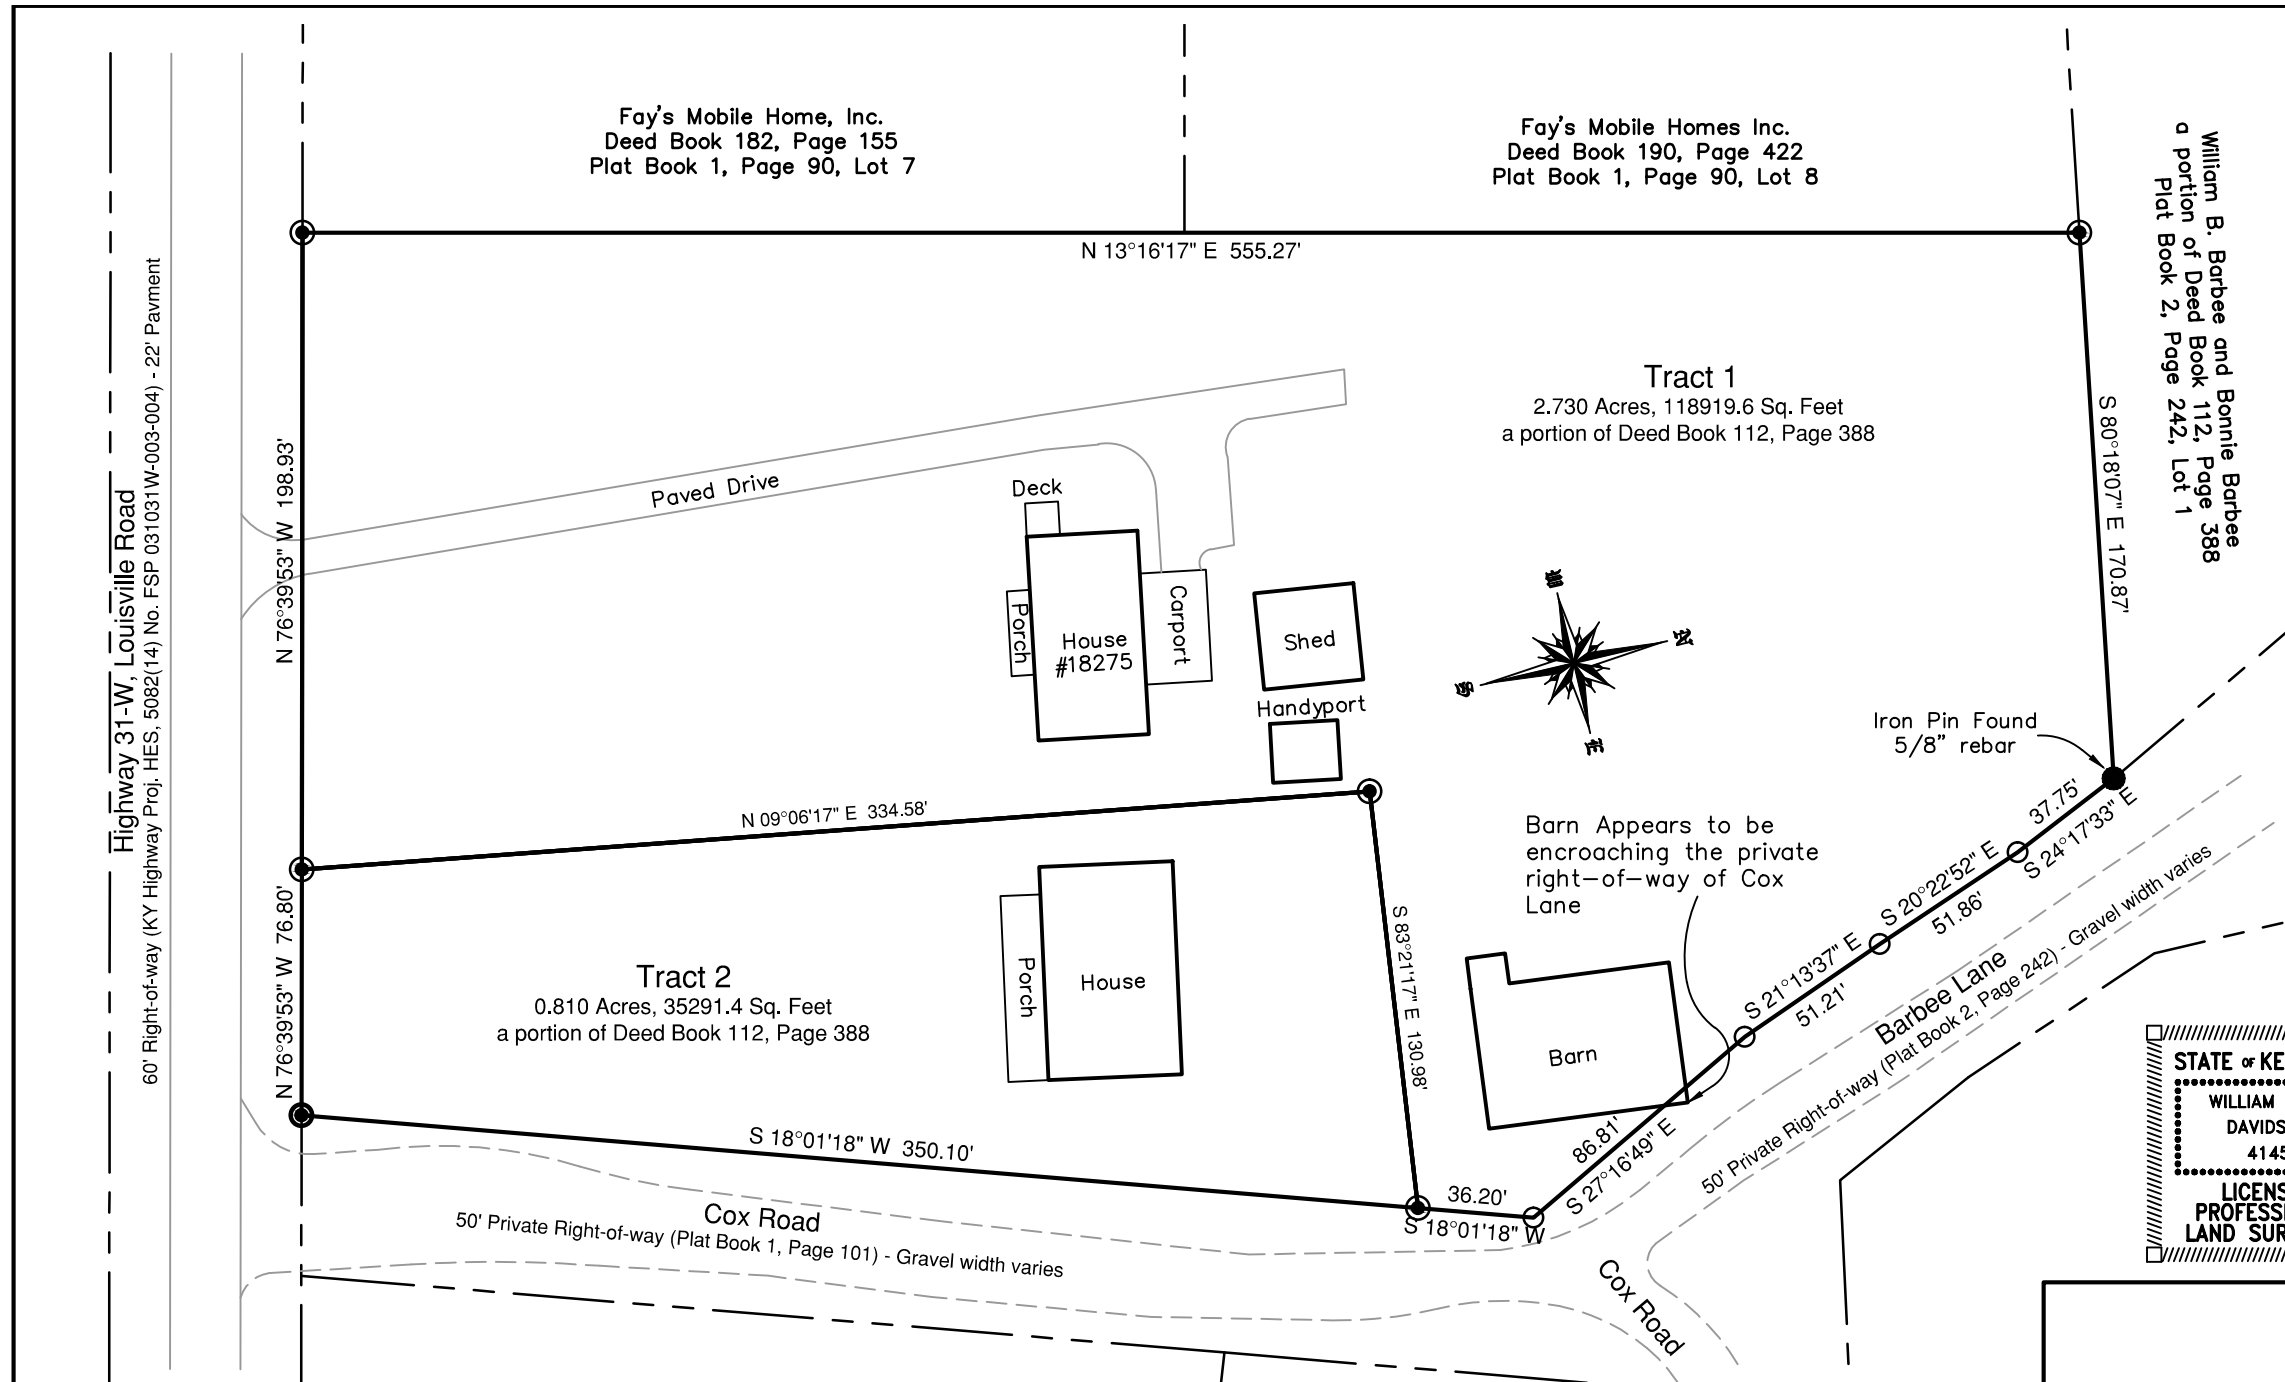 Fay's Mobile Home, Inc.
Deed Book 182, Page 155
Plat Book 1, Page 90, Lot 7
Fay's Mobile Homes Inc.
Deed Book 190, Page 422
Plat Book 1, Page 90, Lot 8
William B. Barbee and Bonnie Barbee
a portion of Deed Book 112, Page 388
Plat Book 2, Page 242, Lot 1
N 13°16'17" E 555.27'
Highway 31-W, Louisville Road
60' Right-of-way (KY Highway Proj. HES, 5082(14) No. FSP 031031W-003-004) - 22' Pavment
N 76°39'53" W 198.93'
Tract 1
2.730 Acres, 118919.6 Sq. Feet
a portion of Deed Book 112, Page 388
S 80°18'07" E 170.87'
Paved Drive
Deck
Porch
House
#18275
Carport
Shed
Handyport
N
S
E
Iron Pin Found
5/8" rebar
N 09°06'17" E 334.58'
Barn Appears to be
encroaching the private
right-of-way of Cox
Lane
37.75'
S 24°17'33" E
S 20°22'52" E
51.86'
S 21°13'37" E
51.21'
86.81'
S 27°16'49" E
Barbee Lane
50' Private Right-of-way (Plat Book 2, Page 242) - Gravel width varies
N 76°39'53" W 76.80'
Tract 2
0.810 Acres, 35291.4 Sq. Feet
a portion of Deed Book 112, Page 388
Porch
House
S 83°21'17" E 130.98'
Barn
S 18°01'18" W 350.10'
36.20'
S 18°01'18" W
Cox Road
50' Private Right-of-way (Plat Book 1, Page 101) - Gravel width varies
Cox Road
STATE OF KE
WILLIAM
DAVIDS
4145
LICENS
PROFESS
LAND SUR